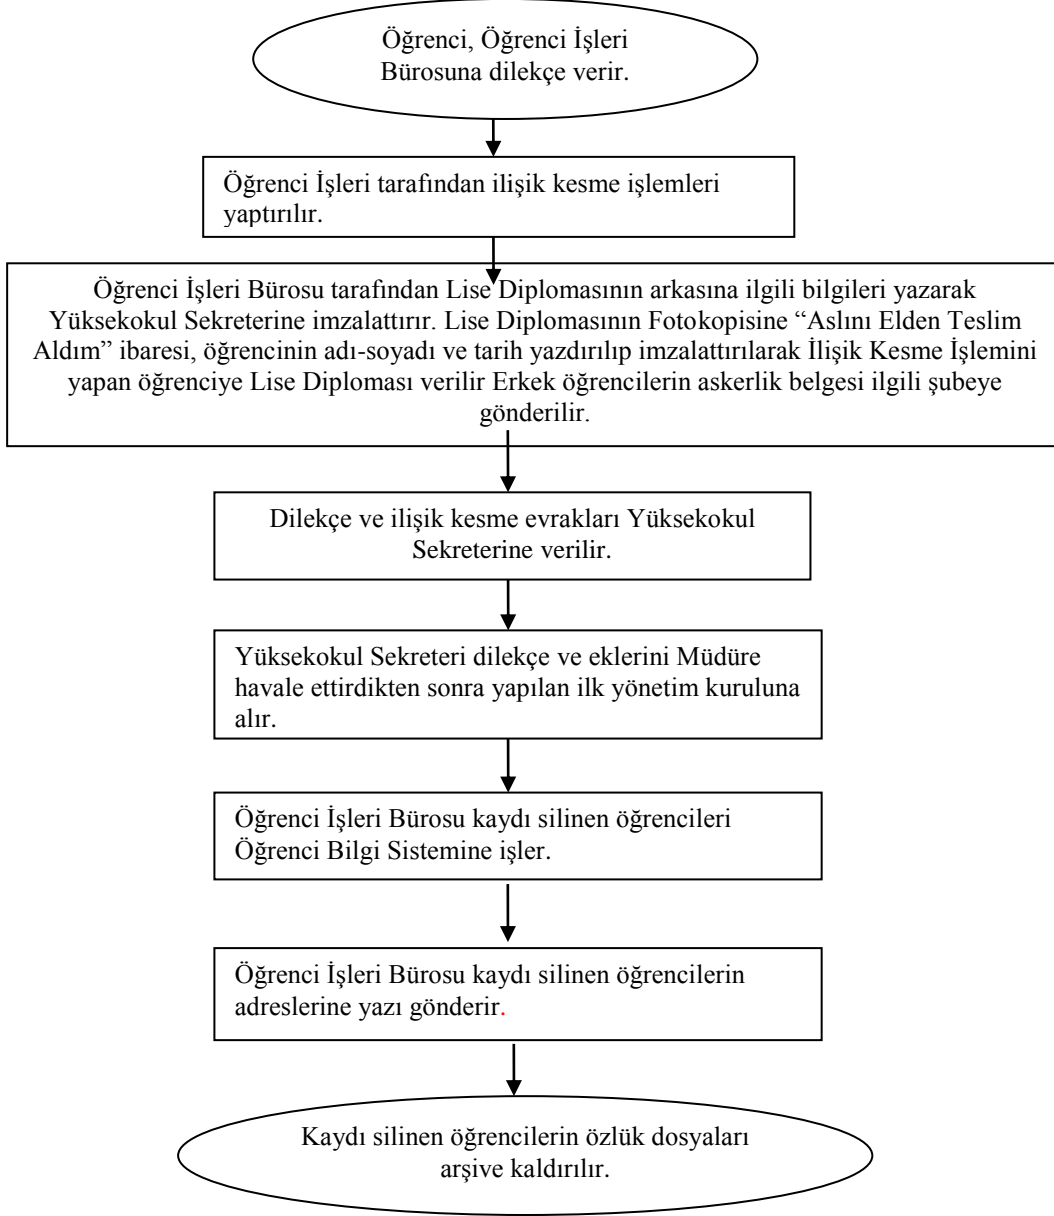 Öğrenci, Öğrenci İşleri
Bürosuna dilekçe verir.
Öğrenci İşleri tarafından ilişik kesme işlemleri
yaptırılır.
Öğrenci İşleri Bürosu tarafından Lise Diplomasının arkasına ilgili bilgileri yazarak
Yüksekokul Sekreterine imzalattırır. Lise Diplomasının Fotokopisine “Aslını Elden Teslim
Aldım” ibaresi, öğrencinin adı-soyadı ve tarih yazdırılıp imzalattırılarak İlişik Kesme İşlemini
yapan öğrenciye Lise Diploması verilir Erkek öğrencilerin askerlik belgesi ilgili şubeye
gönderilir.
Dilekçe ve ilişik kesme evrakları Yüksekokul
Sekreterine verilir.
Yüksekokul Sekreteri dilekçe ve eklerini Müdüre
havale ettirdikten sonra yapılan ilk yönetim kuruluna
alır.
Öğrenci İşleri Bürosu kaydı silinen öğrencileri
Öğrenci Bilgi Sistemine işler.
Öğrenci İşleri Bürosu kaydı silinen öğrencilerin
adreslerine yazı gönderir.
Kaydı silinen öğrencilerin özlük dosyaları
arşive kaldırılır.